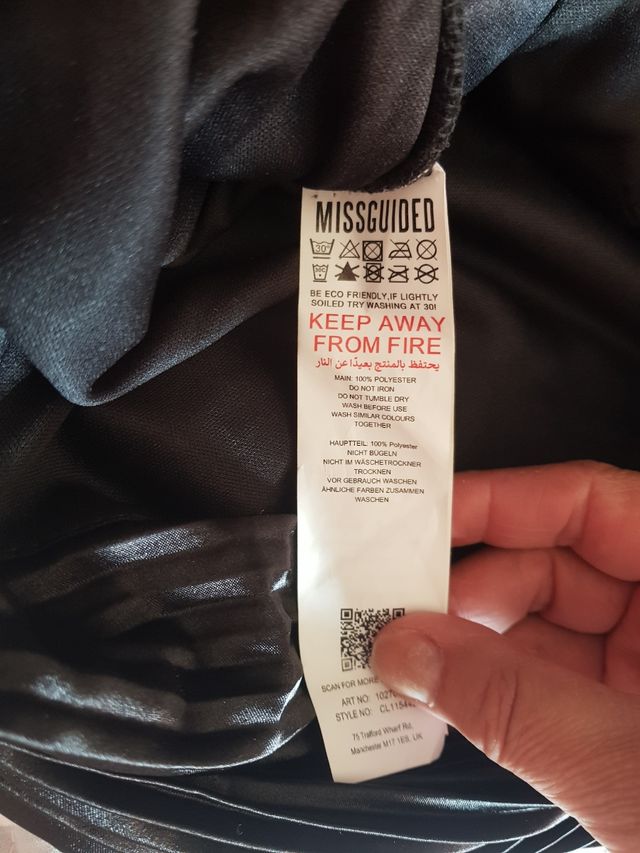 MISSGUIDED
30°
30C
BE ECO FRIENDLY,IF LIGHTLY
SOILED TRY WASHING AT 30!
KEEP AWAY
FROM FIRE
يحتفظ بالمنتج بعيدًا عن النار
MAIN: 100% POLYESTER
DO NOT IRON
DO NOT TUMBLE DRY
WASH BEFORE USE
WASH SIMILAR COLOURS
TOGETHER
HAUPTTEIL: 100% Polyester
NICHT BÜGELN
NICHT IM WÄSCHETROCKNER
TROCKNEN
VOR GEBRAUCH WASCHEN
ÄHNLICHE FARBEN ZUSAMMEN
WASCHEN
SCAN FOR MORE
ART NO:
STYLE NO:
75 Trafford Wharf Rd,
Manchester M17 1ES, UK